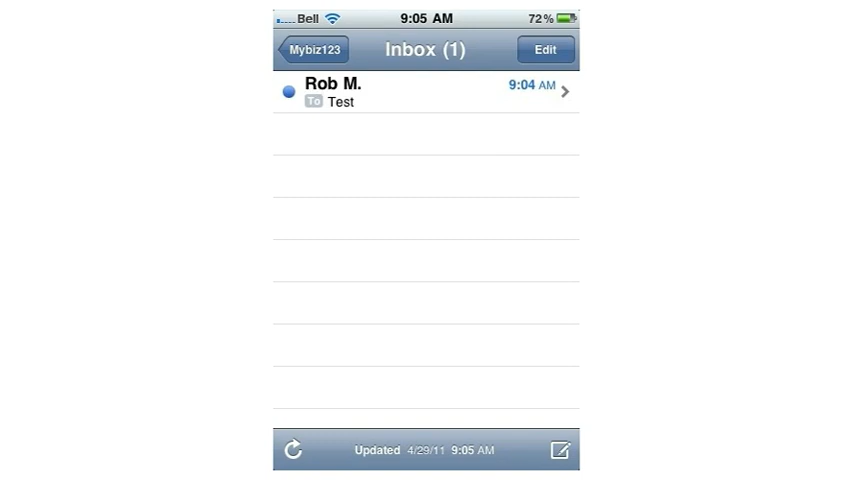 Bell 9:05 AM 72%
Mybiz123 Inbox (1) Edit
Rob M. 9:04 AM
To Test
Updated 4/29/11 9:05 AM